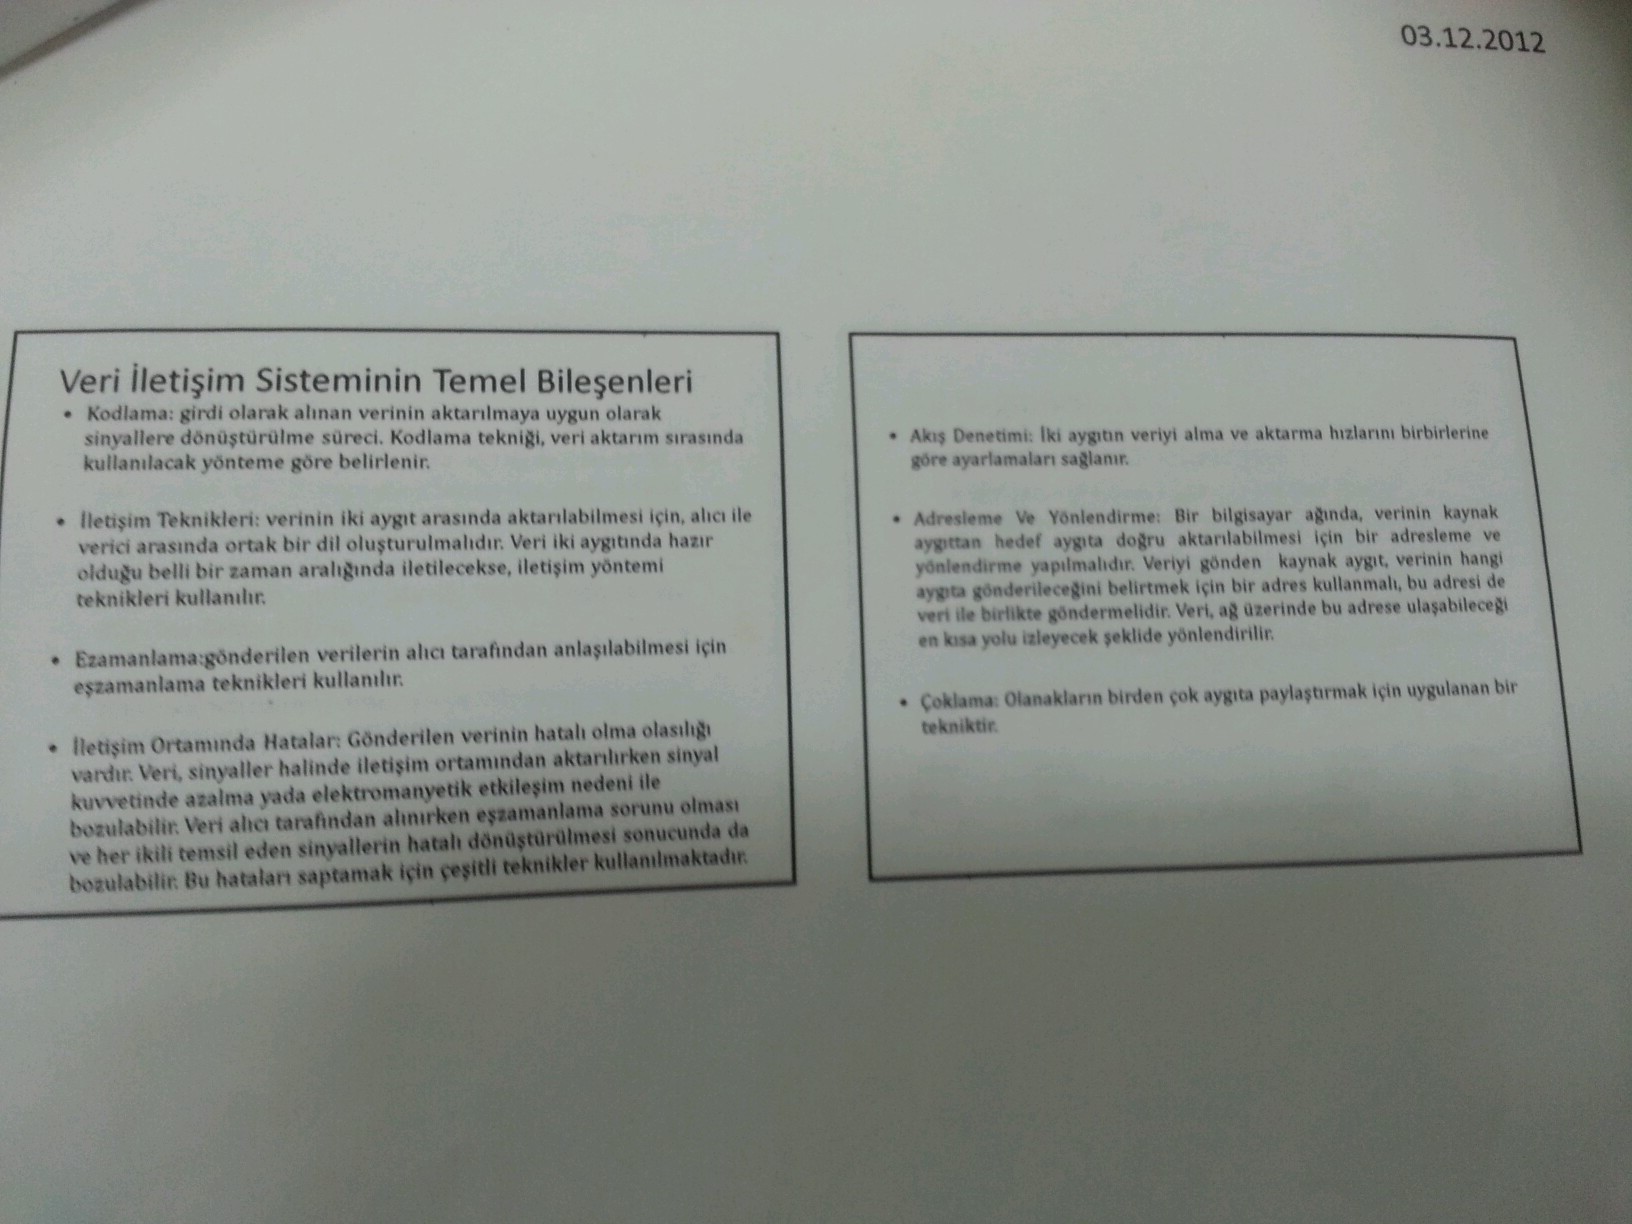 03.12.2012
Veri İletişim Sisteminin Temel Bileşenleri
• Kodlama: girdi olarak alınan verinin aktarılmaya uygun olarak
sinyallere dönüştürülme süreci. Kodlama tekniği, veri aktarım sırasında
kullanılacak yönteme göre belirlenir.
• İletişim Teknikleri: verinin iki aygıt arasında aktarılabilmesi için, alıcı ile
verici arasında ortak bir dil oluşturulmalıdır. Veri iki aygıtında hazır
olduğu belli bir zaman aralığında iletilecekse, iletişim yöntemi
teknikleri kullanılır.
• Ezamanlama:gönderilen verilerin alıcı tarafından anlaşılabilmesi için
eşzamanlama teknikleri kullanılır.
• İletişim Ortamında Hatalar: Gönderilen verinin hatalı olma olasılığı
vardır. Veri, sinyaller halinde iletişim ortamından aktarılırken sinyal
kuvvetinde azalma yada elektromanyetik etkileşim nedeni ile
bozulabilir. Veri alıcı tarafından alınırken eşzamanlama sorunu olması
ve her ikili temsil eden sinyallerin hatalı dönüştürülmesi sonucunda da
bozulabilir. Bu hataları saptamak için çeşitli teknikler kullanılmaktadır.
• Akış Denetimi: İki aygıtın veriyi alma ve aktarma hızlarını birbirlerine
göre ayarlamaları sağlanır.
• Adresleme Ve Yönlendirme: Bir bilgisayar ağında, verinin kaynak
aygıttan hedef aygıta doğru aktarılabilmesi için bir adresleme ve
yönlendirme yapılmalıdır. Veriyi gönden kaynak aygıt, verinin hangi
aygıta gönderileceğini belirtmek için bir adres kullanmalı, bu adresi de
veri ile birlikte göndermelidir. Veri, ağ üzerinde bu adrese ulaşabileceği
en kısa yolu izleyecek şeklide yönlendirilir.
• Çoklama: Olanakların birden çok aygıta paylaştırmak için uygulanan bir
tekniktir.